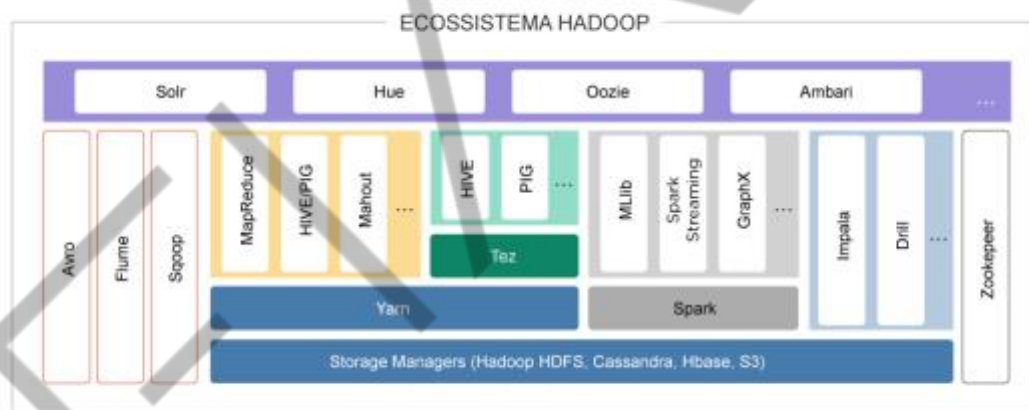 ECOSSISTEMA HADOOP
Solr
Hue
Oozie
Ambari
...
Avro
Flume
Sqoop
MapReduce
HIVE/PIG
Mahout
...
HIVE
PIG
...
MLlib
Spark
Streaming
GraphX
...
Impala
Drill
...
Zookepeer
Tez
Yarn
Spark
Storage Managers (Hadoop HDFS, Cassandra, Hbase, S3)